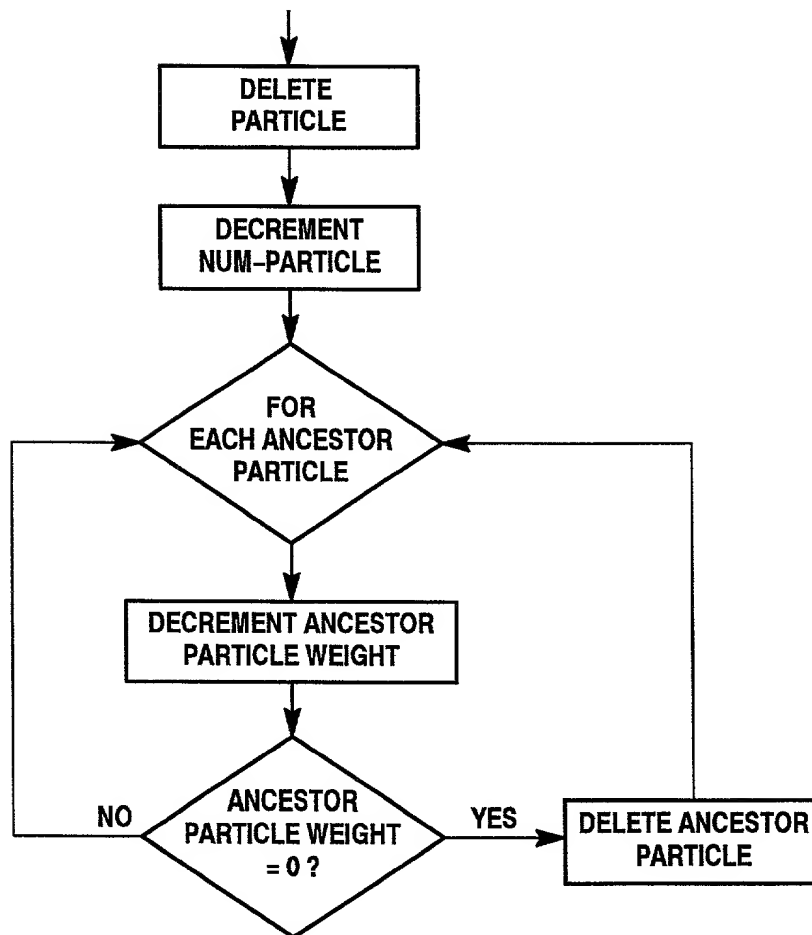 DELETE
PARTICLE
DECREMENT
NUM–PARTICLE
FOR
EACH ANCESTOR
PARTICLE
DECREMENT ANCESTOR
PARTICLE WEIGHT
NO
ANCESTOR
PARTICLE WEIGHT
= 0 ?
YES
DELETE ANCESTOR
PARTICLE